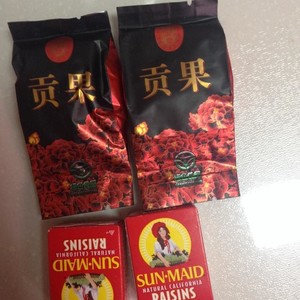 贡果
贡果
SUN-MAID
NATURAL CALIFORNIA
RAISINS
SUN-MAID
NATURAL CALIFORNIA
RAISINS